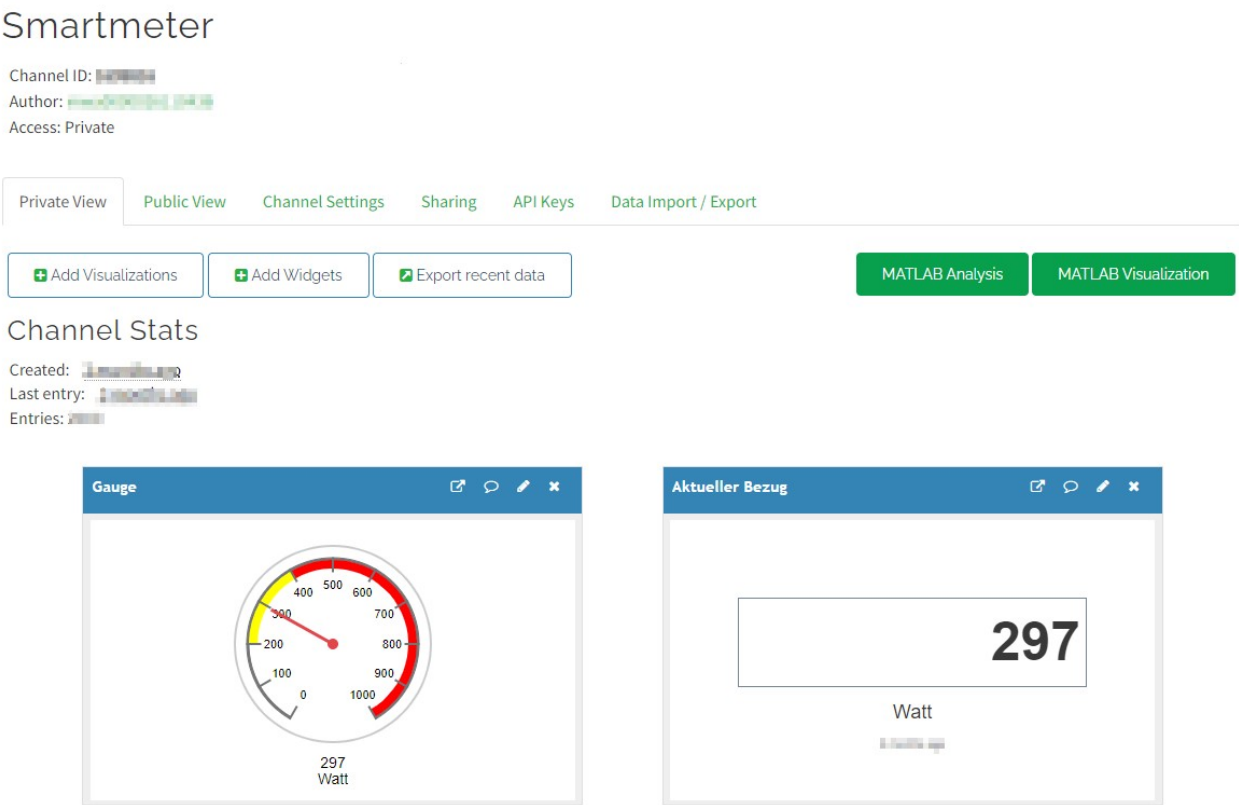 Smartmeter
Channel ID:
Author:
Access: Private
Private View Public View Channel Settings Sharing API Keys Data Import / Export
Add Visualizations Add Widgets Export recent data MATLAB Analysis MATLAB Visualization
Channel Stats
Created:
Last entry:
Entries:
Gauge
0
100
200
300
400
500
600
700
800
900
1000
297
Watt
Aktueller Bezug
297
Watt